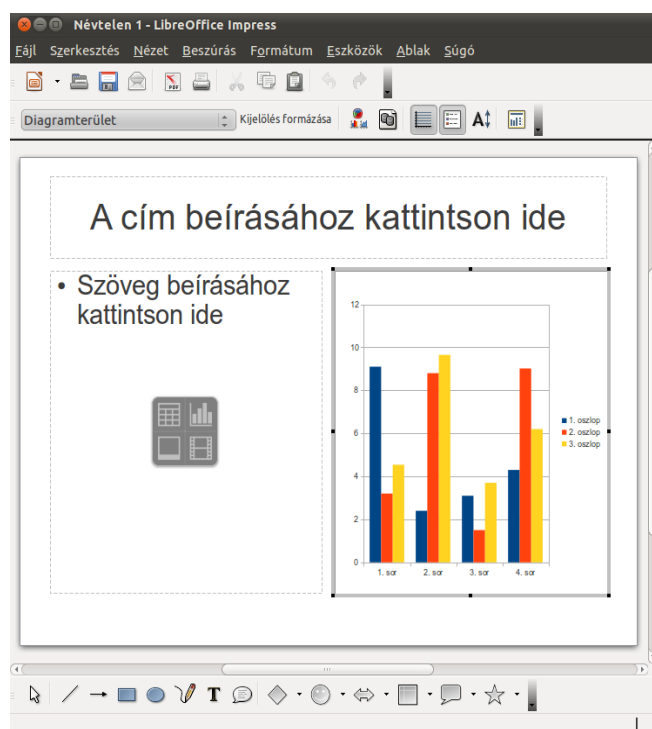 Névtelen 1 - LibreOffice Impress
Fájl Szerkesztés Nézet Beszúrás Formátum Eszközök Ablak Súgó
PDF
Diagramterület Kijelölés formázása A
A cím beírásához kattintson ide
• Szöveg beírásához
kattintson ide
12
10
8
6
4
2
0
1. sor 2. sor 3. sor 4. sor
1. oszlop
2. oszlop
3. oszlop
T